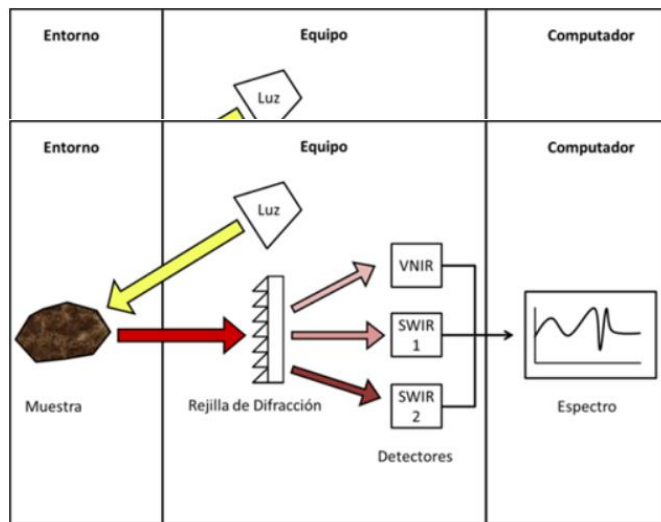 Entorno
Equipo
Computador
Luz
Entorno
Equipo
Computador
Luz
VNIR
SWIR
1
SWIR
2
Muestra
Rejilla de Difracción
Espectro
Detectores